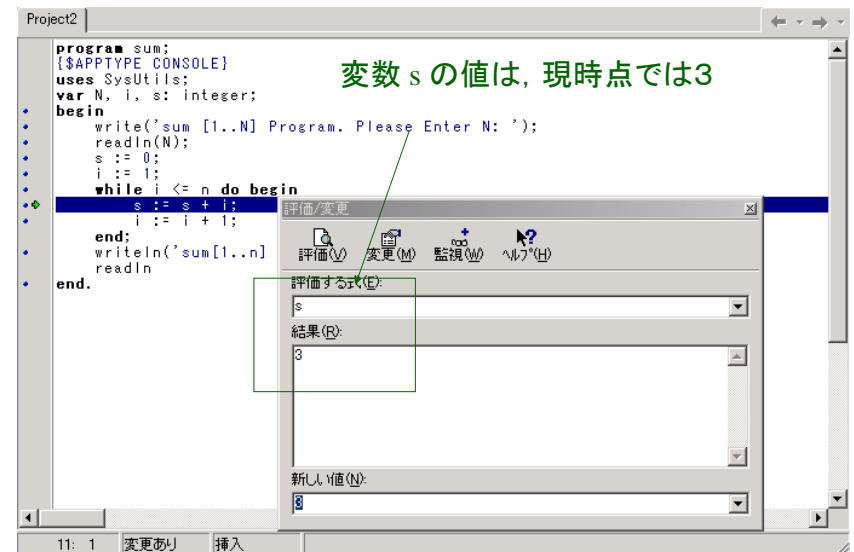 Project2
program sum;
{$APPTYPE CONSOLE}
uses SysUtils;
var N, i, s: integer;
begin
write('sum [1..N] Program. Please Enter N: ');
readln(N);
s := 0;
i := 1;
while i <= n do begin
s := s + i;
i := i + 1;
end;
writeln('sum[1..n]
readln
end.
変数 s の値は, 現時点では3
評価/変更
評価(V) 変更(M) 監視(W) ヘルプ(H)
評価する式(E):
s
結果(R):
3
新しい値(N):
3
11: 1 変更あり 挿入